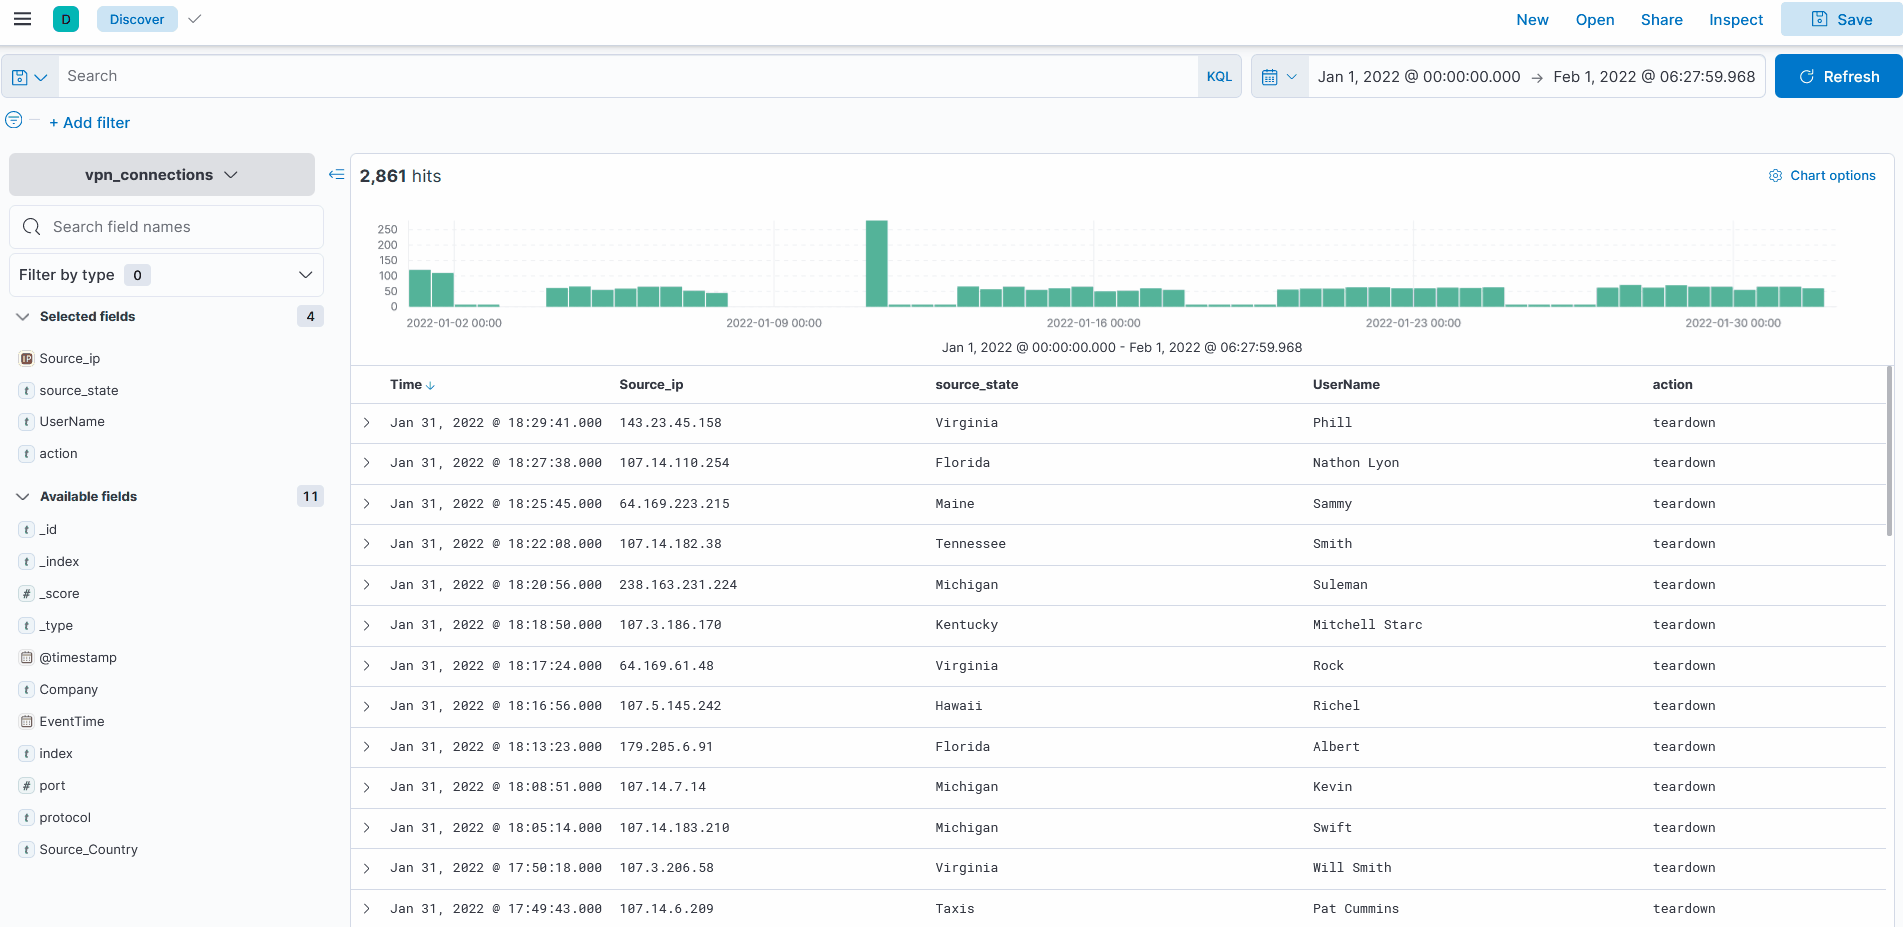 D Discover New Open Share Inspect Save
Search KQL Jan 1, 2022 @ 00:00:00.000 → Feb 1, 2022 @ 06:27:59.968 Refresh
+ Add filter
vpn_connections
Search field names
Filter by type 0
Selected fields 4
IP Source_ip
t source_state
t UserName
t action
Available fields 11
t _id
t _index
# _score
t _type
@timestamp
t Company
EventTime
t index
# port
t protocol
t Source_Country
2,861 hits Chart options
250
200
150
100
50
0
2022-01-02 00:00 2022-01-09 00:00 2022-01-16 00:00 2022-01-23 00:00 2022-01-30 00:00
Jan 1, 2022 @ 00:00:00.000 - Feb 1, 2022 @ 06:27:59.968
Time ↓ Source_ip source_state UserName action
Jan 31, 2022 @ 18:29:41.000 143.23.45.158 Virginia Phill teardown
Jan 31, 2022 @ 18:27:38.000 107.14.110.254 Florida Nathon Lyon teardown
Jan 31, 2022 @ 18:25:45.000 64.169.223.215 Maine Sammy teardown
Jan 31, 2022 @ 18:22:08.000 107.14.182.38 Tennessee Smith teardown
Jan 31, 2022 @ 18:20:56.000 238.163.231.224 Michigan Suleman teardown
Jan 31, 2022 @ 18:18:50.000 107.3.186.170 Kentucky Mitchell Starc teardown
Jan 31, 2022 @ 18:17:24.000 64.169.61.48 Virginia Rock teardown
Jan 31, 2022 @ 18:16:56.000 107.5.145.242 Hawaii Richel teardown
Jan 31, 2022 @ 18:13:23.000 179.205.6.91 Florida Albert teardown
Jan 31, 2022 @ 18:08:51.000 107.14.7.14 Michigan Kevin teardown
Jan 31, 2022 @ 18:05:14.000 107.14.183.210 Michigan Swift teardown
Jan 31, 2022 @ 17:50:18.000 107.3.206.58 Virginia Will Smith teardown
Jan 31, 2022 @ 17:49:43.000 107.14.6.209 Taxis Pat Cummins teardown